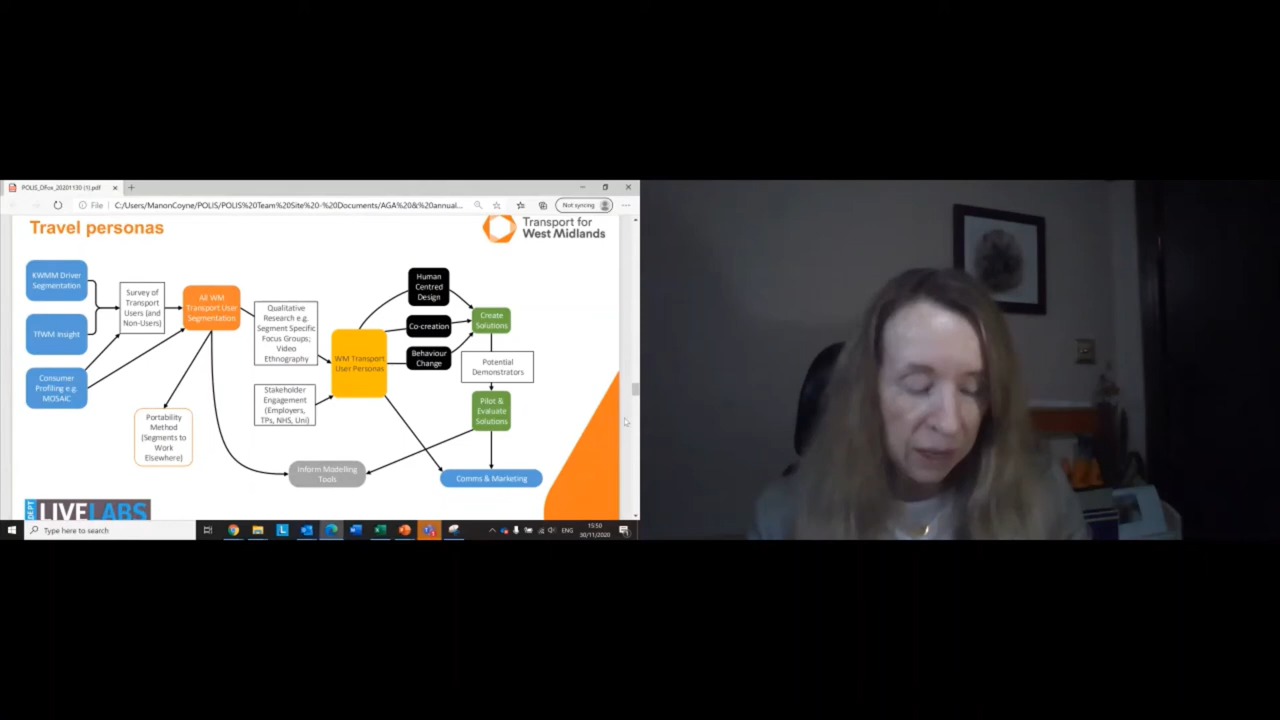 POLIS_DFox_20201130 (1).pdf
File
C:/Users/ManonCoyne/POLIS/POLIS%20Team%20Site%20-%20Documents/AGA%20&%20annual...
Not syncing
Travel personas
Transport for
West Midlands
KWMM Driver
Segmentation
TfWM Insight
Consumer
Profiling e.g.
MOSAIC
Survey of
Transport
Users (and
Non-Users)
All WM
Transport User
Segmentation
Portability
Method
(Segments to
Work
Elsewhere)
Qualitative
Research e.g.
Segment Specific
Focus Groups;
Video
Ethnography
Stakeholder
Engagement
(Employers,
TPs, NHS, Uni)
WM Transport
User Personas
Human
Centred
Design
Co-creation
Behaviour
Change
Create
Solutions
Potential
Demonstrators
Pilot &
Evaluate
Solutions
Inform Modelling
Tools
Comms & Marketing
ADEPT
LIVELABS
Type here to search
ENG
15:50
30/11/2020